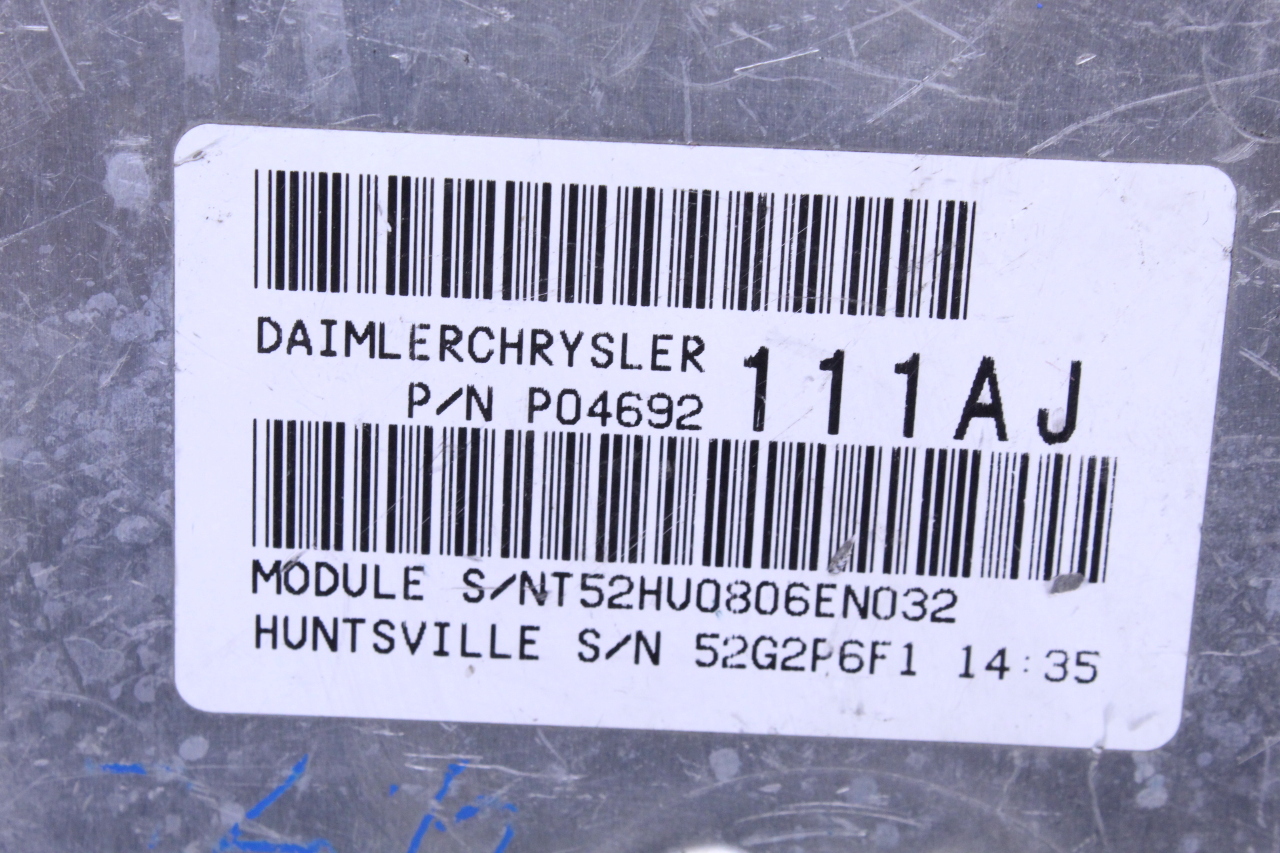 DAIMLERCHRYSLER
P/N P04692 111AJ
MODULE S/NT52HU0806EN032
HUNTSVILLE S/N 52G2P6F1 14:35